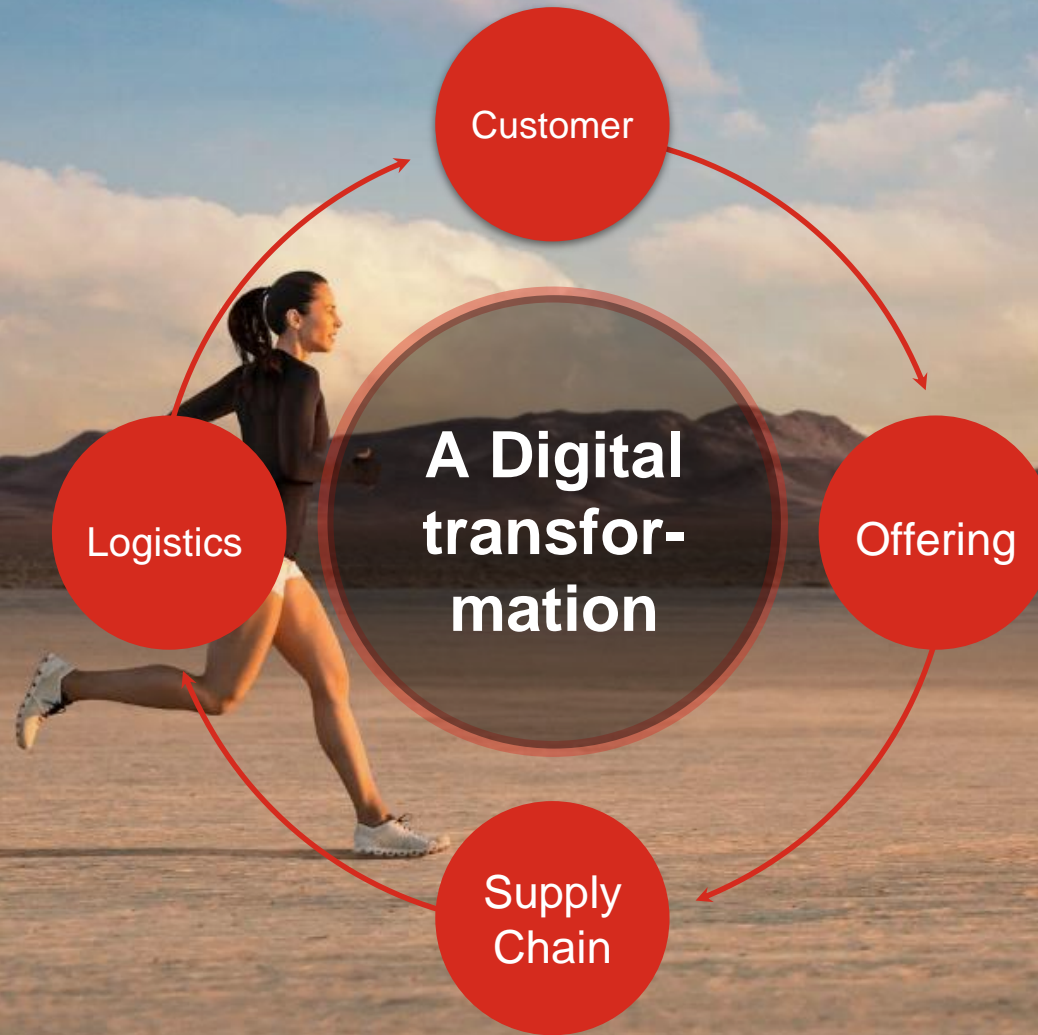 Customer
A Digital
transfor-
mation
Logistics
Offering
Supply
Chain